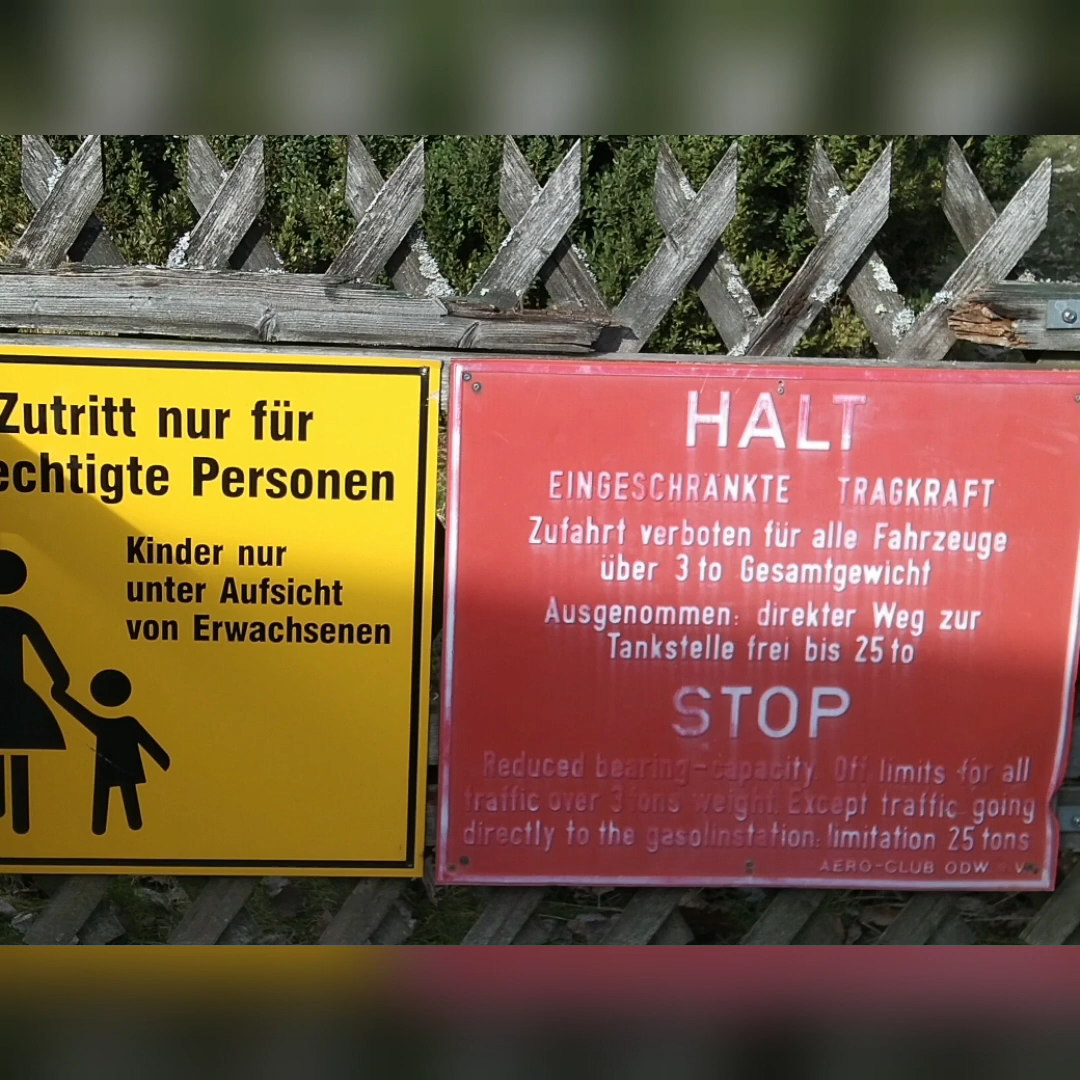 Zutritt nur für
echtigte Personen
Kinder nur
unter Aufsicht
von Erwachsenen
HALT
EINGESCHRÄNKTE TRAGKRAFT
Zufahrt verboten für alle Fahrzeuge
über 3 to Gesamtgewicht
Ausgenommen: direkter Weg zur
Tankstelle frei bis 25 to
STOP
Reduced bearing-capacity. Off limits for all
traffic over 3 tons weight. Except traffic going
directly to the gasolinstation: limitation 25 tons
AERO-CLUB ODW